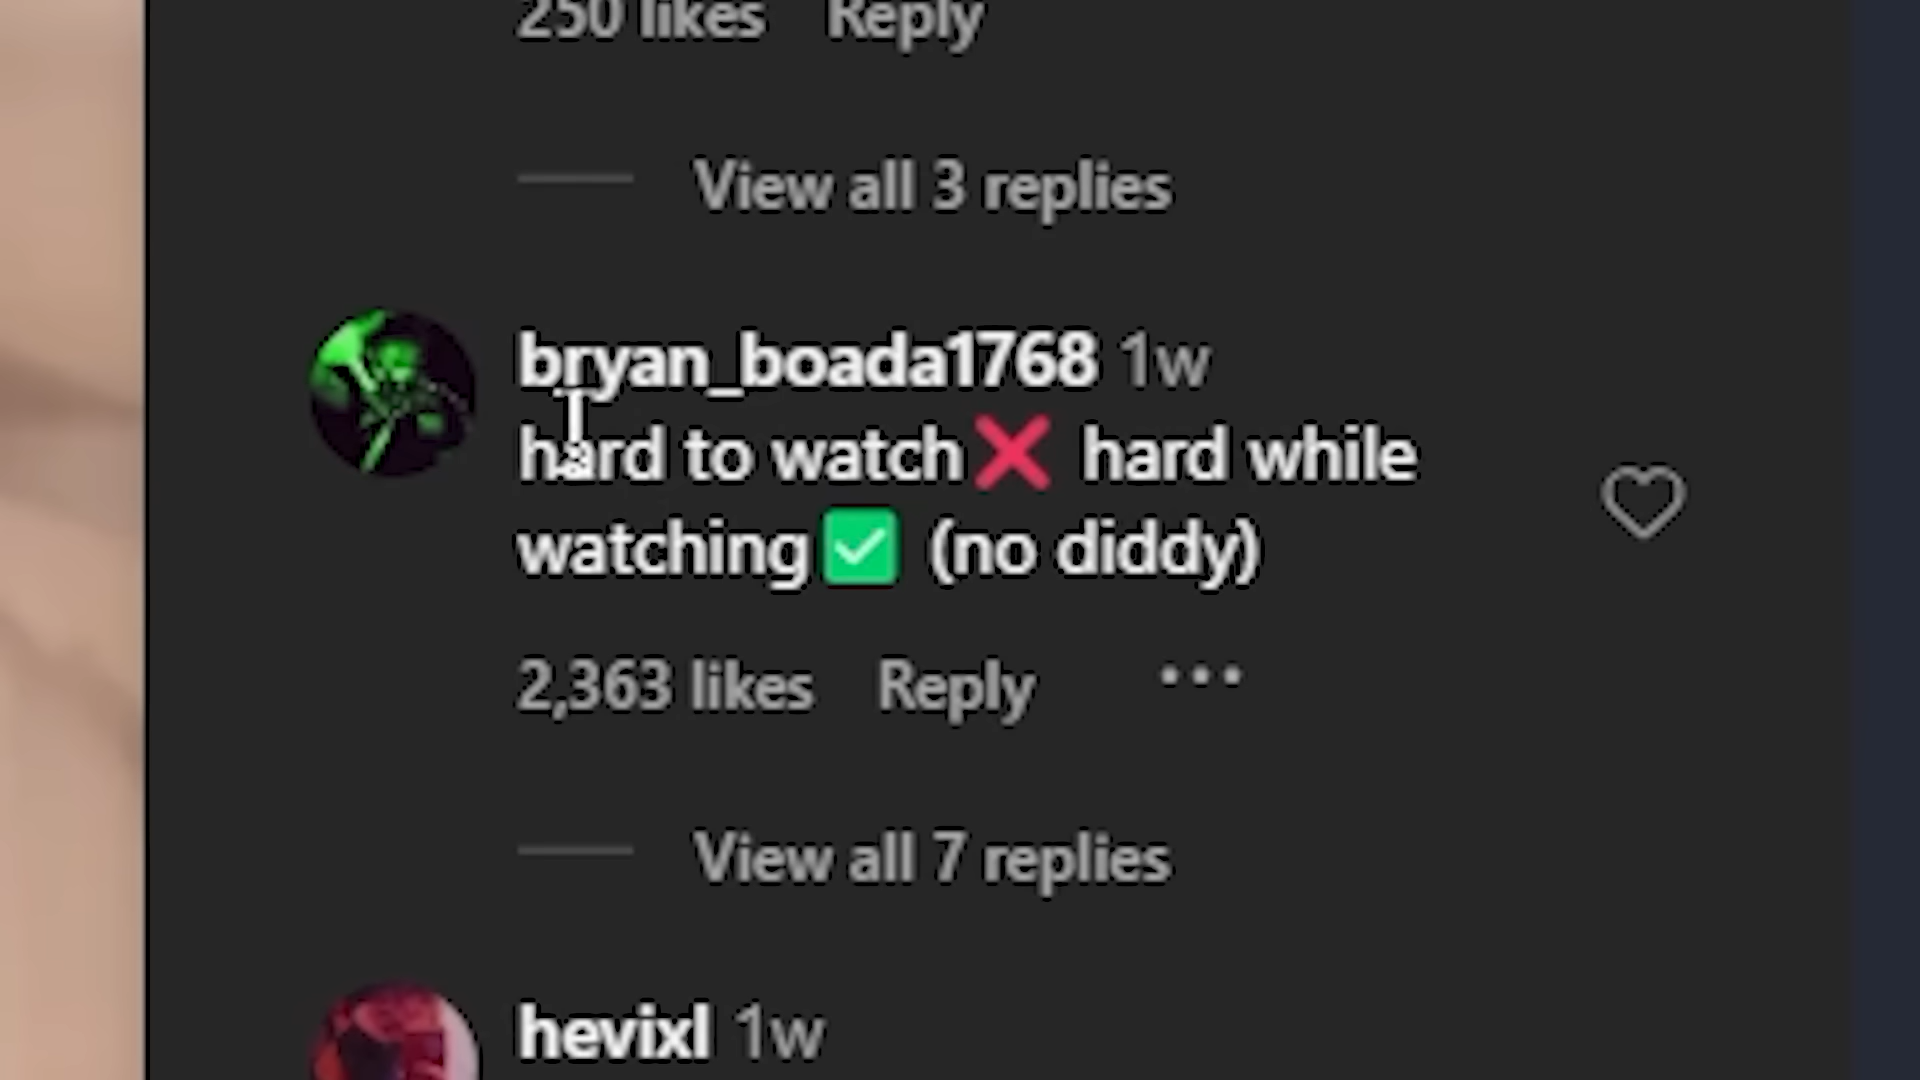 250 likes Reply
View all 3 replies
bryan_boada1768 1w
hard to watch❌ hard while
watching✅ (no diddy)
2,363 likes Reply •••
View all 7 replies
hevixl 1w